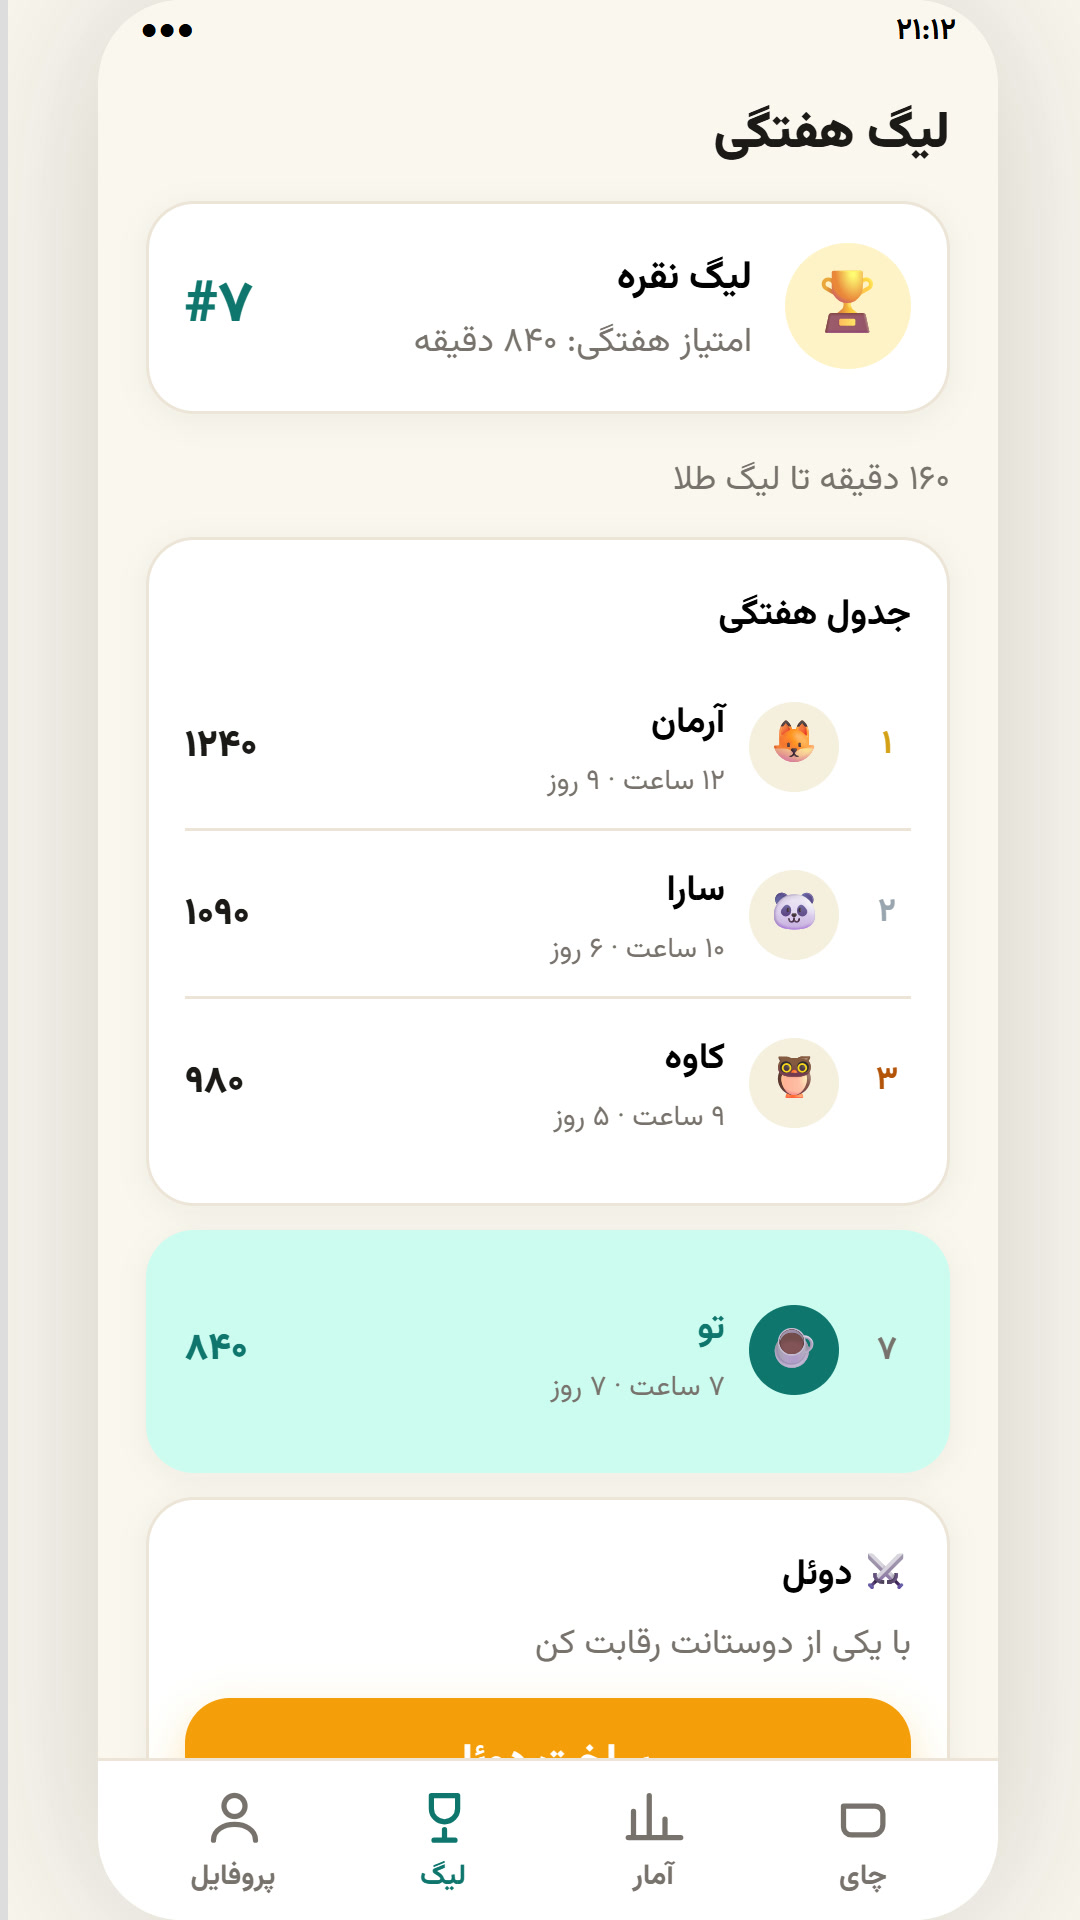 ۲۱:۱۲
لیگ هفتگی
لیگ نقره
امتیاز هفتگی: ۸۴۰ دقیقه
#۷
۱۶۰ دقیقه تا لیگ طلا
جدول هفتگی
۱
آرمان
۱۲ ساعت · ۹ روز
۱۲۴۰
۲
سارا
۱۰ ساعت · ۶ روز
۱۰۹۰
۳
کاوه
۹ ساعت · ۵ روز
۹۸۰
۷
تو
۷ ساعت · ۷ روز
۸۴۰
دوئل
با یکی از دوستانت رقابت کن
چای
آمار
لیگ
پروفایل